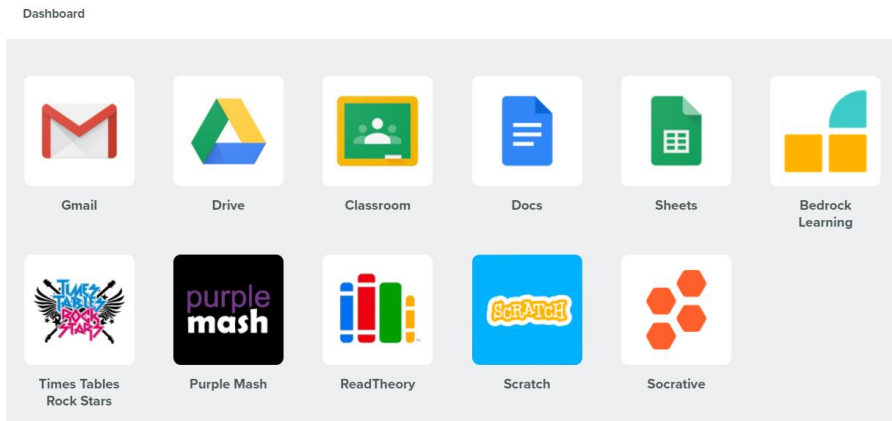 Dashboard
Gmail
Drive
Classroom
Docs
Sheets
Bedrock
Learning
TIMES
TABLES
ROCK
STARS
purple
mash
SCRATCH
Times Tables
Rock Stars
Purple Mash
ReadTheory
Scratch
Socrative